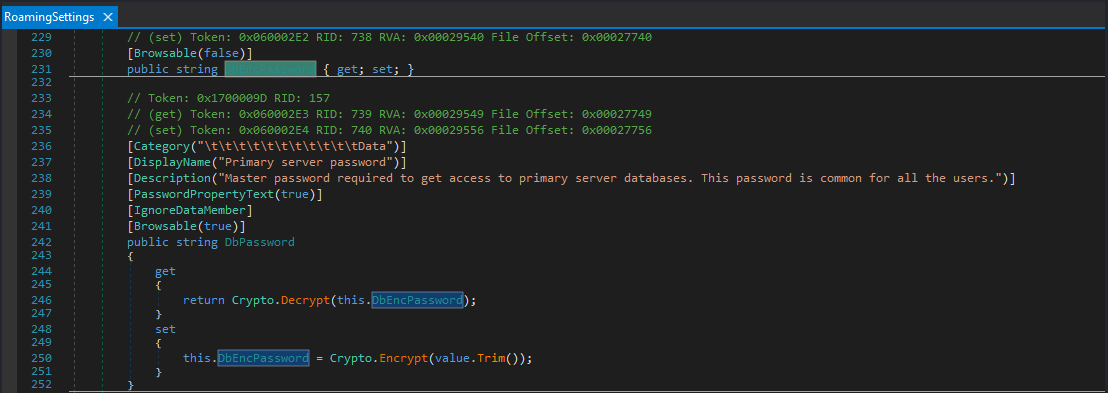 RoamingSettings X
229 // (set) Token: 0x060002E2 RID: 738 RVA: 0x00029540 File Offset: 0x00027740
230 [Browsable(false)]
231 public string DbEncPassword { get; set; }
232
233 // Token: 0x1700009D RID: 157
234 // (get) Token: 0x060002E3 RID: 739 RVA: 0x00029549 File Offset: 0x00027749
235 // (set) Token: 0x060002E4 RID: 740 RVA: 0x00029556 File Offset: 0x00027756
236 [Category("\t\t\t\t\t\t\t\t\t\t\tData")]
237 [DisplayName("Primary server password")]
238 [Description("Master password required to get access to primary server databases. This password is common for all the users.")]
239 [PasswordPropertyText(true)]
240 [IgnoreDataMember]
241 [Browsable(true)]
242 public string DbPassword
243 {
244 get
245 {
246 return Crypto.Decrypt(this.DbEncPassword);
247 }
248 set
249 {
250 this.DbEncPassword = Crypto.Encrypt(value.Trim());
251 }
252 }